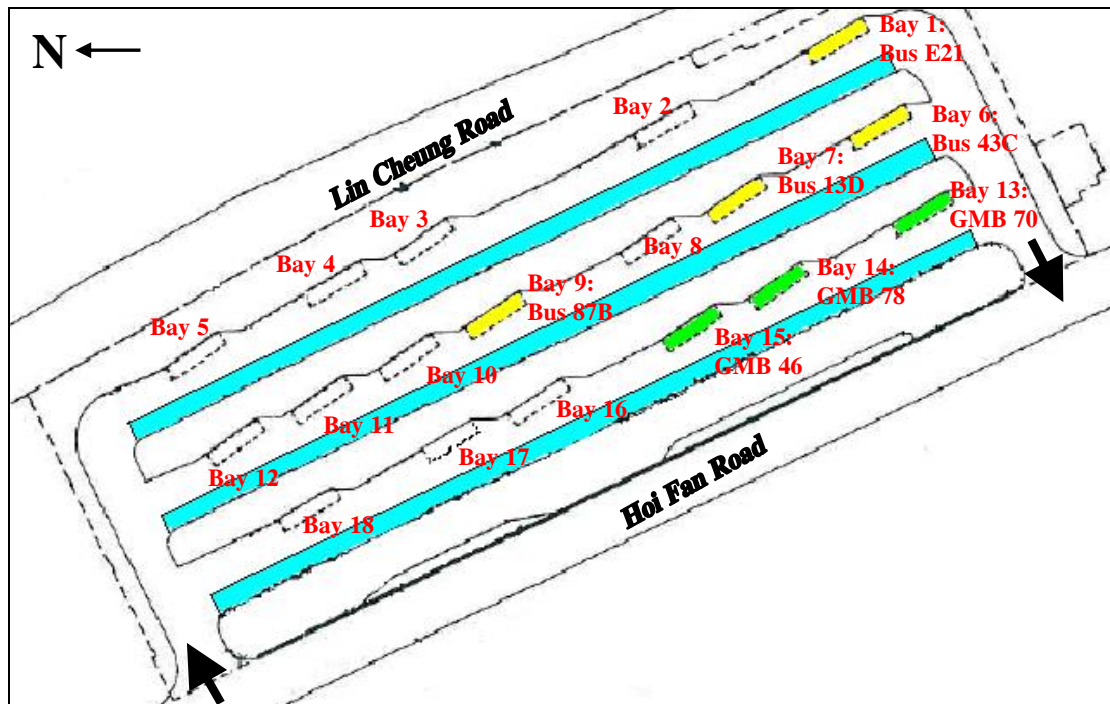 N
Bay 1:
Bus E21
Lin Cheung Road
Bay 2
Bay 3
Bay 4
Bay 5
Bay 6:
Bus 43C
Bay 7:
Bus 13D
Bay 8
Bay 9:
Bus 87B
Bay 10
Bay 11
Bay 12
Bay 13:
GMB 70
Bay 14:
GMB 78
Bay 15:
GMB 46
Bay 16
Bay 17
Bay 18
Hoi Fan Road